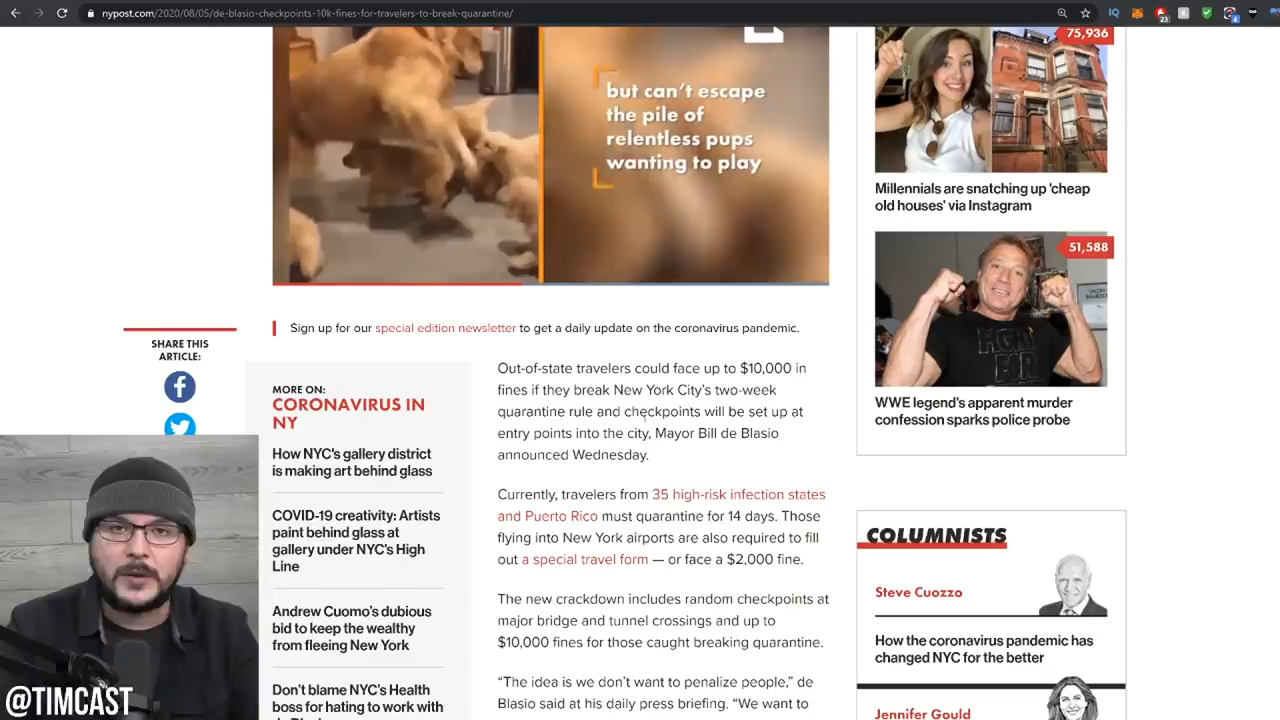 nypost.com/2020/08/05/de-blasio-checkpoints-10k-fines-for-travelers-to-break-quarantine/
but can't escape
the pile of
relentless pups
wanting to play
Sign up for our special edition newsletter to get a daily update on the coronavirus pandemic.
SHARE THIS
ARTICLE:
MORE ON:
CORONAVIRUS IN
NY
How NYC's gallery district
is making art behind glass
COVID-19 creativity: Artists
paint behind glass at
gallery under NYC's High
Line
Andrew Cuomo's dubious
bid to keep the wealthy
from fleeing New York
Don't blame NYC's Health
boss for hating to work with
Out-of-state travelers could face up to $10,000 in
fines if they break New York City's two-week
quarantine rule and checkpoints will be set up at
entry points into the city, Mayor Bill de Blasio
announced Wednesday.
Currently, travelers from 35 high-risk infection states
and Puerto Rico must quarantine for 14 days. Those
flying into New York airports are also required to fill
out a special travel form — or face a $2,000 fine.
The new crackdown includes random checkpoints at
major bridge and tunnel crossings and up to
$10,000 fines for those caught breaking quarantine.
“The idea is we don't want to penalize people,” de
Blasio said at his daily press briefing. “We want to
75,936
Millennials are snatching up 'cheap
old houses' via Instagram
51,588
FIGHT
FOR
WWE legend's apparent murder
confession sparks police probe
COLUMNISTS
Steve Cuozzo
How the coronavirus pandemic has
changed NYC for the better
Jennifer Gould
@TIMCAST